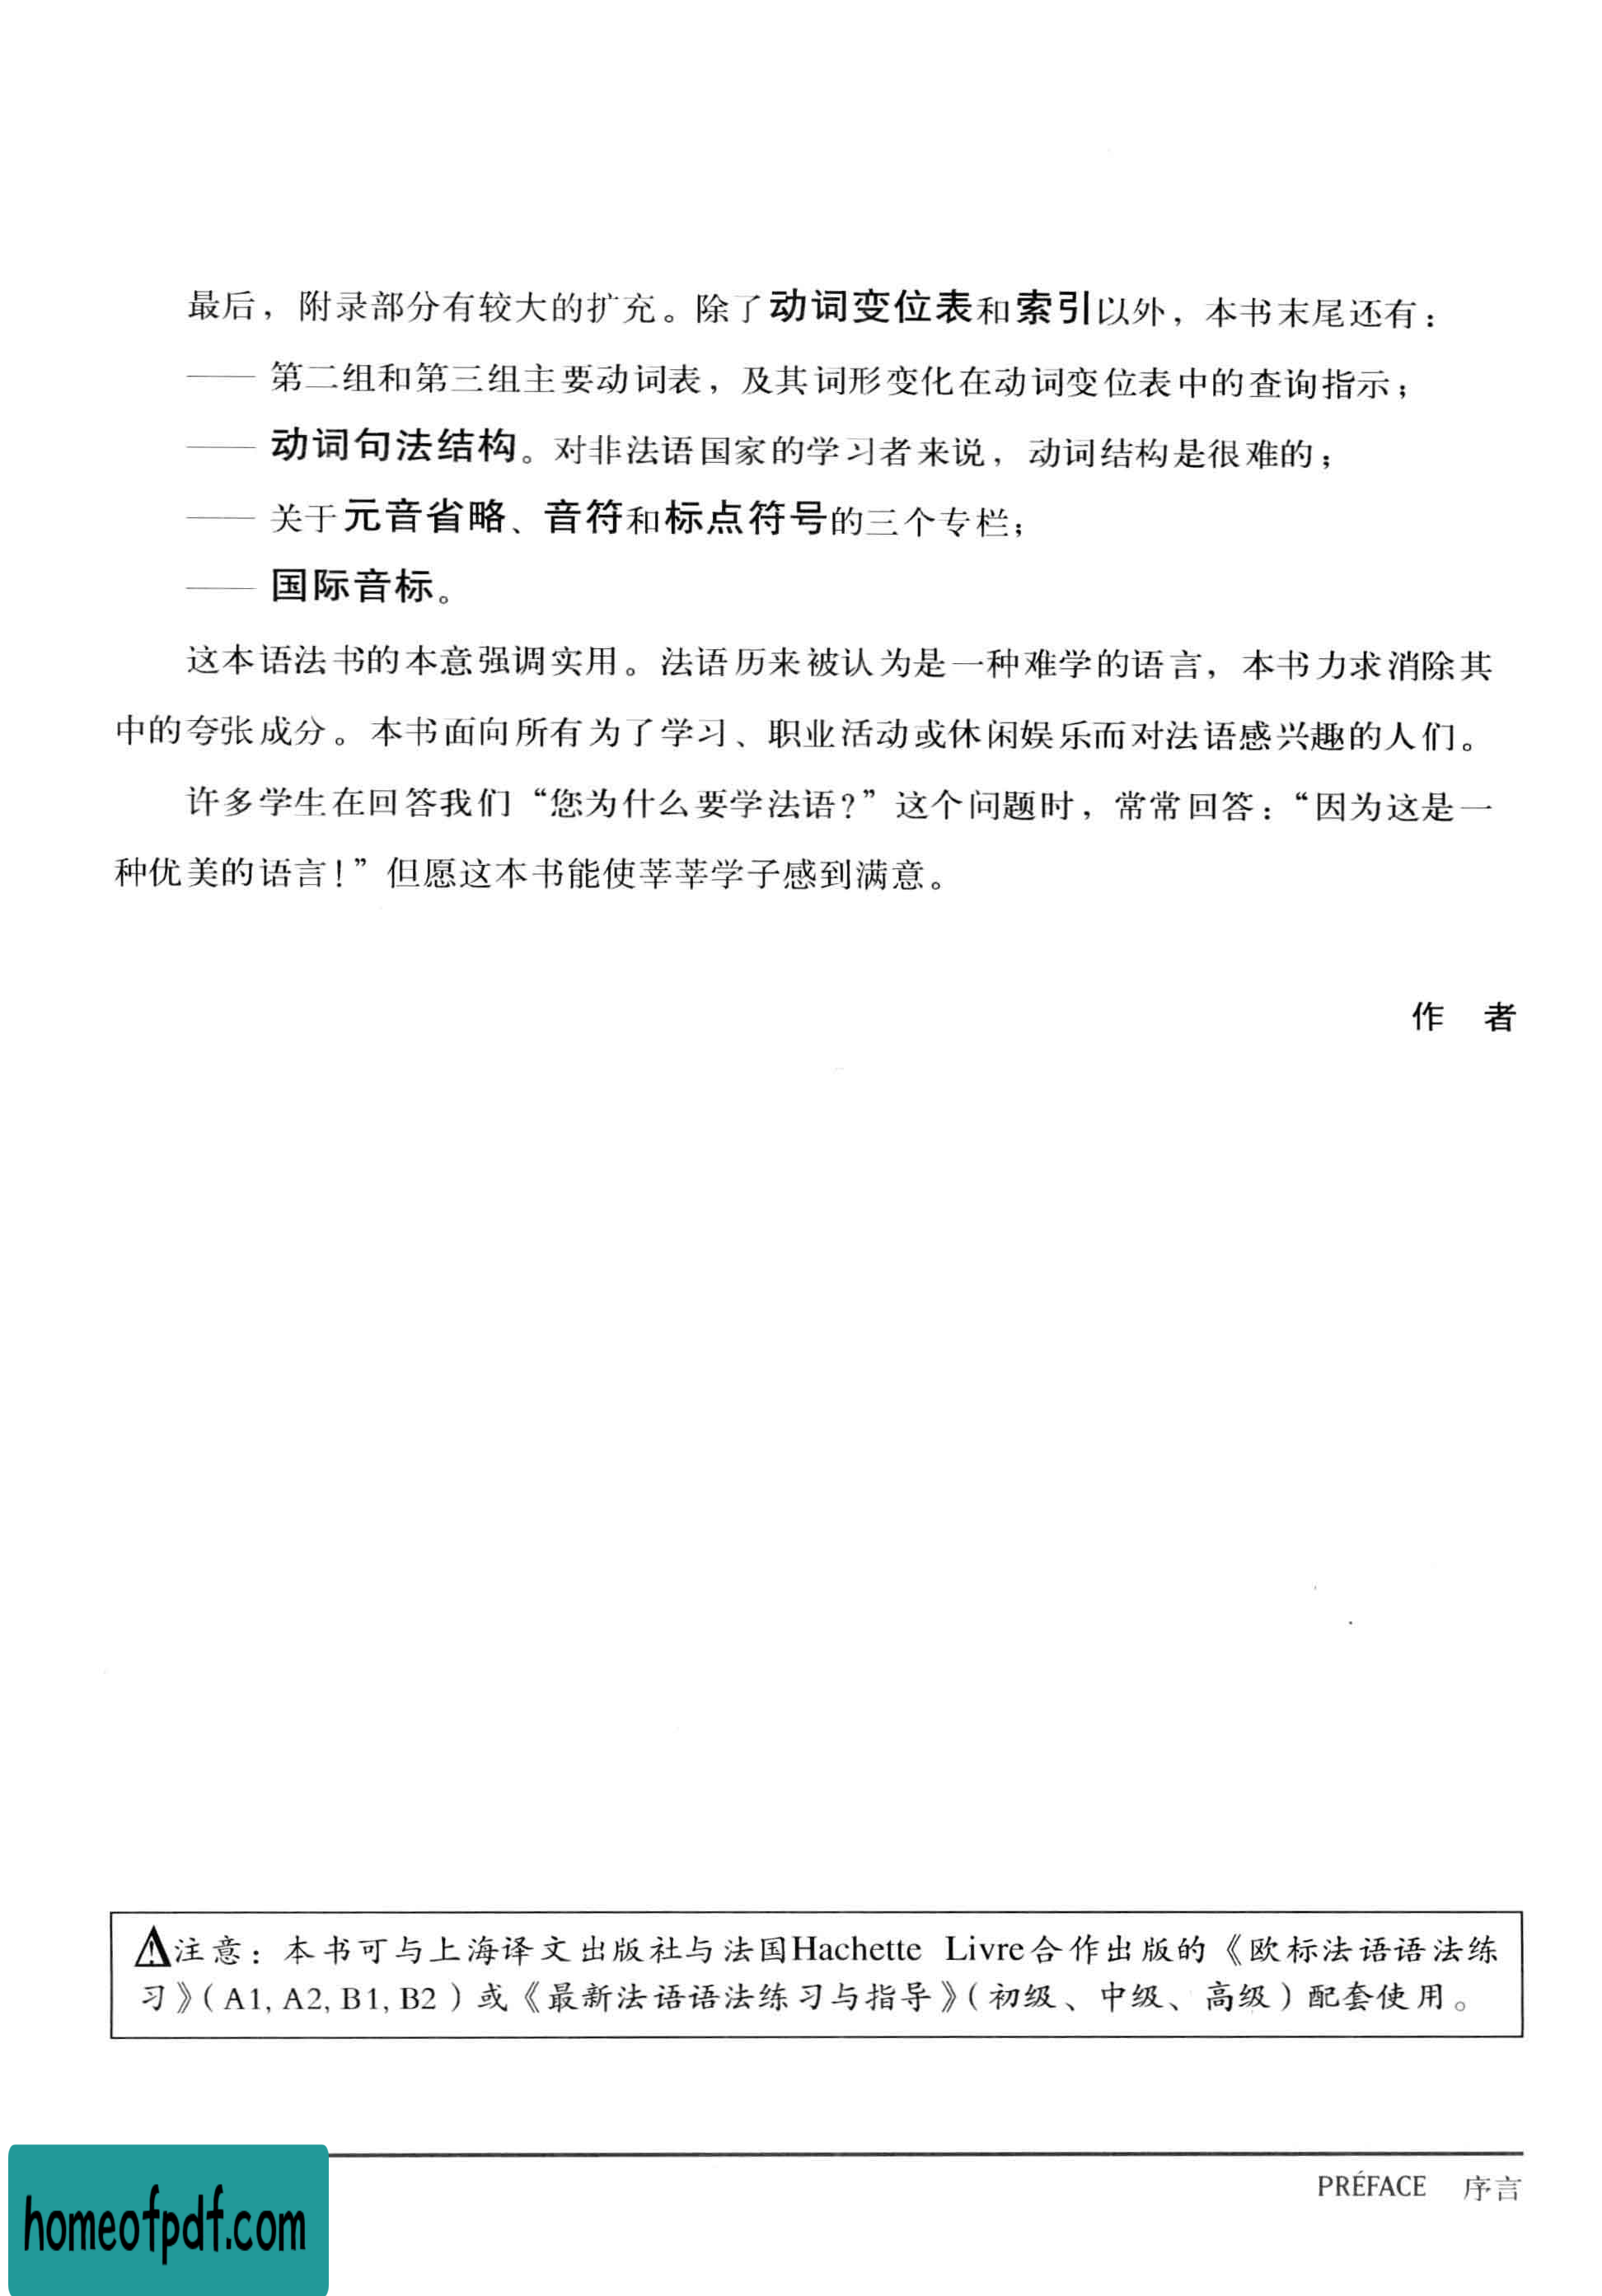 最后，附录部分有较大的扩充。除了动词变位表和索引以外，本书末尾还有：
—— 第二组和第三组主要动词表，及其词形变化在动词变位表中的查询指示；
—— 动词句法结构。对非法语国家的学习者来说，动词结构是很难的；
—— 关于元音省略、音符和标点符号的三个专栏；
—— 国际音标。
这本语法书的本意强调实用。法语历来被认为是一种难学的语言，本书力求消除其
中的夸张成分。本书面向所有为了学习、职业活动或休闲娱乐而对法语感兴趣的人们。
许多学生在回答我们“您为什么要学法语？”这个问题时，常常回答：“因为这是一
种优美的语言！”但愿这本书能使莘莘学子感到满意。
作 者
注意：本书可与上海译文出版社与法国Hachette Livre合作出版的《欧标法语语法练
习》（A1, A2, B1, B2）或《最新法语语法练习与指导》（初级、中级、高级）配套使用。
PRÉFACE 序言
homeofpdf.com